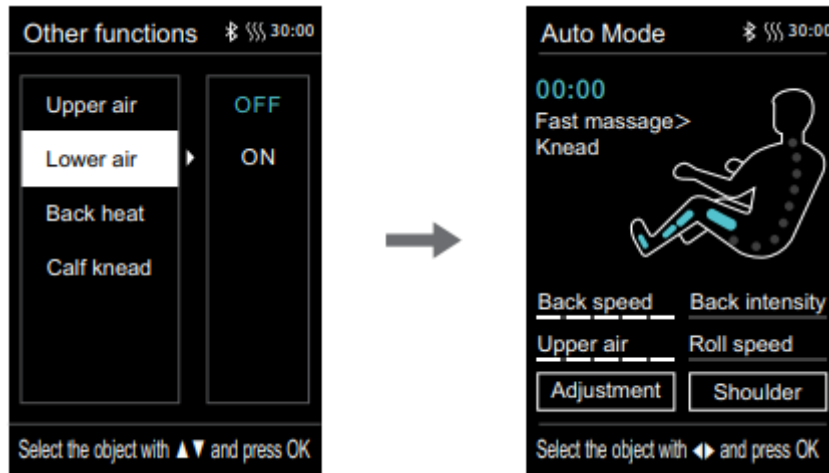 Other functions 30:00
Upper air
OFF
Lower air
ON
Back heat
Calf knead
Select the object with ▲▼ and press OK
Auto Mode 30:00
00:00
Fast massage>
Knead
Back speed Back intensity
Upper air Roll speed
Adjustment Shoulder
Select the object with ◀▶ and press OK